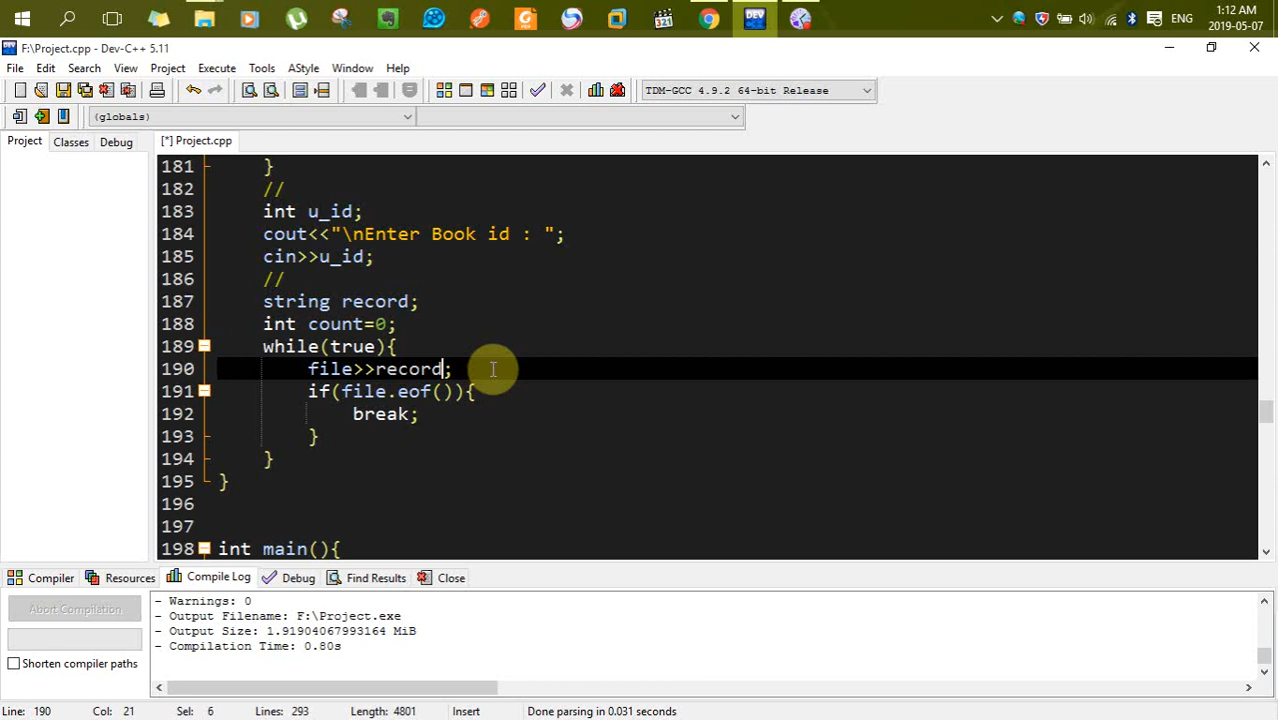 1:12 AM
ENG
2019-05-07
DEV
321
F:\Project.cpp - Dev-C++ 5.11
File Edit Search View Project Execute Tools AStyle Window Help
TDM-GCC 4.9.2 64-bit Release
(globals)
Project Classes Debug [*] Project.cpp
181 }
182 //
183 int u_id;
184 cout<<"\nEnter Book id : ";
185 cin>>u_id;
186 //
187 string record;
188 int count=0;
189 while(true){
190 file>>record;
191 if(file.eof()){
192 break;
193 }
194 }
195 }
196
197
198 int main(){
Compiler Resources Compile Log Debug Find Results Close
Abort Compilation
Shorten compiler paths
- Warnings: 0
- Output Filename: F:\Project.exe
- Output Size: 1.91904067993164 MiB
- Compilation Time: 0.80s
Line: 190 Col: 21 Sel: 6 Lines: 293 Length: 4801 Insert Done parsing in 0.031 seconds